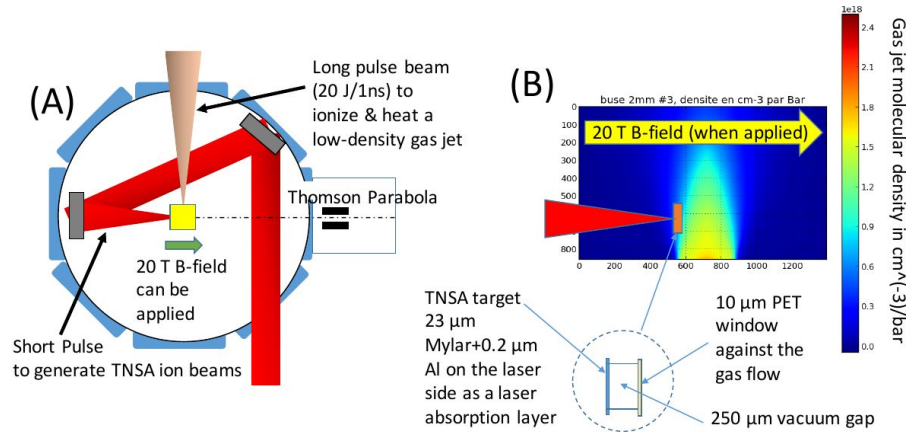 (A)
Long pulse beam
(20 J/1ns) to
ionize & heat a
low-density gas jet
Thomson Parabola
20 T B-field
can be
applied
Short Pulse
to generate TNSA ion beams
(B)
buse 2mm #3, densite en cm-3 par Bar
20 T B-field (when applied)
0
100
200
500
600
800
0
200
400
600
800
1000
1200
1e18
2.4
2.1
1.8
1.5
1.2
0.9
0.6
0.3
0.0
Gas jet molecular density in cm^(-3)/bar
TNSA target
23 µm
Mylar+0.2 µm
Al on the laser
side as a laser
absorption layer
10 µm PET
window
against the
gas flow
250 µm vacuum gap